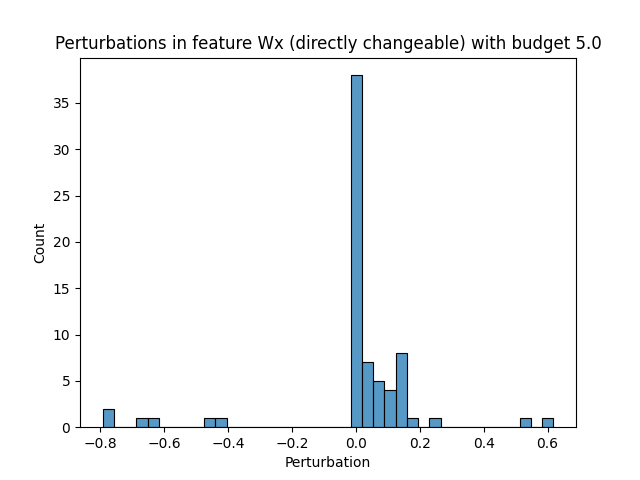 Perturbations in feature Wx (directly changeable) with budget 5.0
35
30
25
20
15
10
5
0
Count
−0.8 −0.6 −0.4 −0.2 0.0 0.2 0.4 0.6
Perturbation